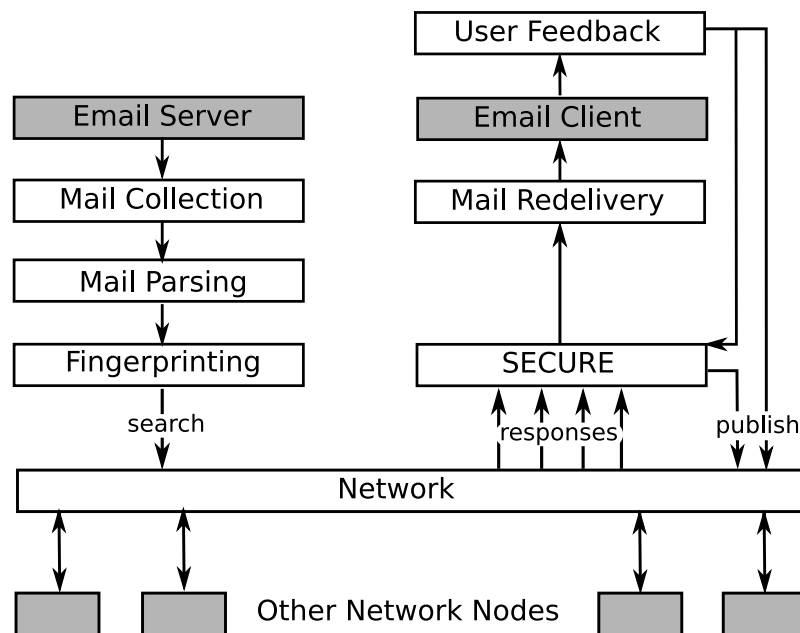 User Feedback
Email Server
Email Client
Mail Collection
Mail Redelivery
Mail Parsing
Fingerprinting
SECURE
search
responses
publish
Network
Other Network Nodes